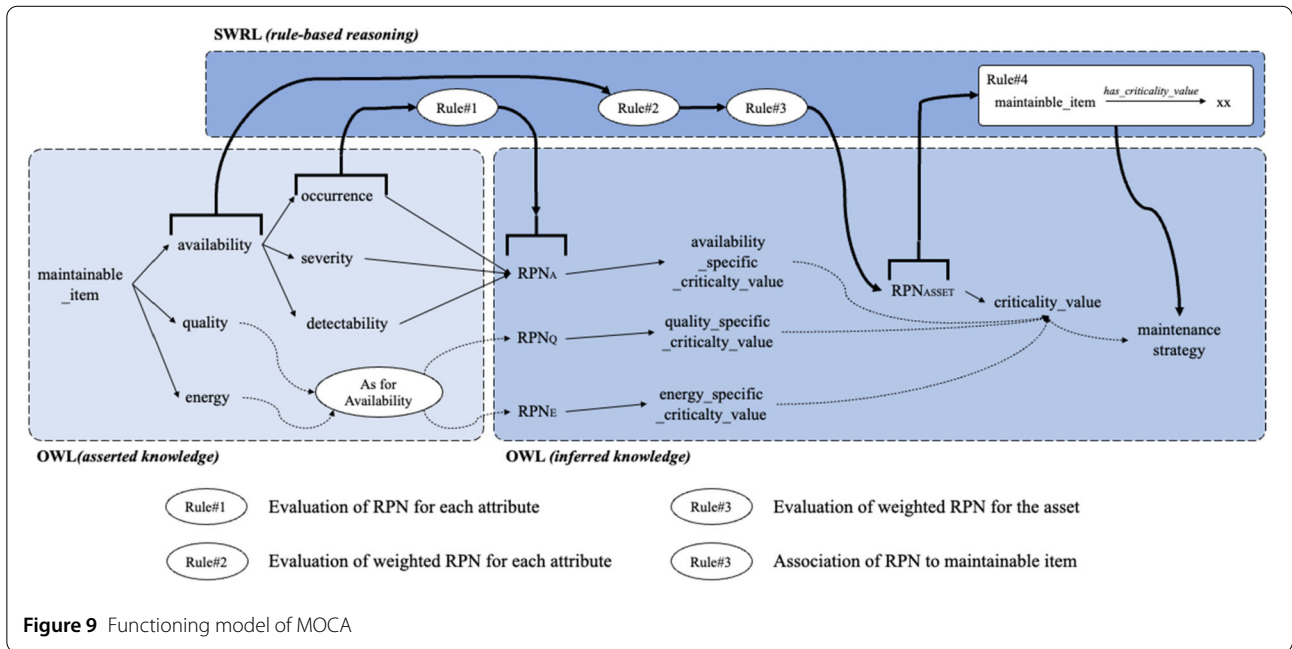 SWRL (rule-based reasoning)
Rule#1
Rule#2
Rule#3
Rule#4
maintainble_item
has_criticality_value
xx
occurrence
availability
severity
maintainable
_item
quality
detectability
energy
As for
Availability
RPNA
availability
_specific
_criticalty_value
RPNASSET
criticality_value
RPNQ
quality_specific
_criticalty_value
maintenance
strategy
RPNE
energy_specific
_criticalty_value
OWL(asserted knowledge)
OWL (inferred knowledge)
Rule#1
Evaluation of RPN for each attribute
Rule#3
Evaluation of weighted RPN for the asset
Rule#2
Evaluation of weighted RPN for each attribute
Rule#3
Association of RPN to maintainable item
Figure 9 Functioning model of MOCA